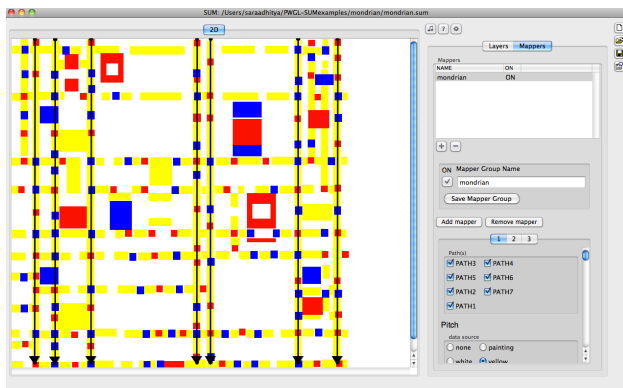 SUM: /Users/saraadhitya/PWGL-SUMexamples/mondrian/mondrian.sum
2D
Layers Mappers
Mappers
NAME ON
mondrian ON
ON Mapper Group Name
mondrian
Save Mapper Group
Add mapper Remove mapper
1 2 3
Path(s)
PATH3 PATH4
PATH5 PATH6
PATH2 PATH7
PATH1
Pitch
data source
none painting
white yellow